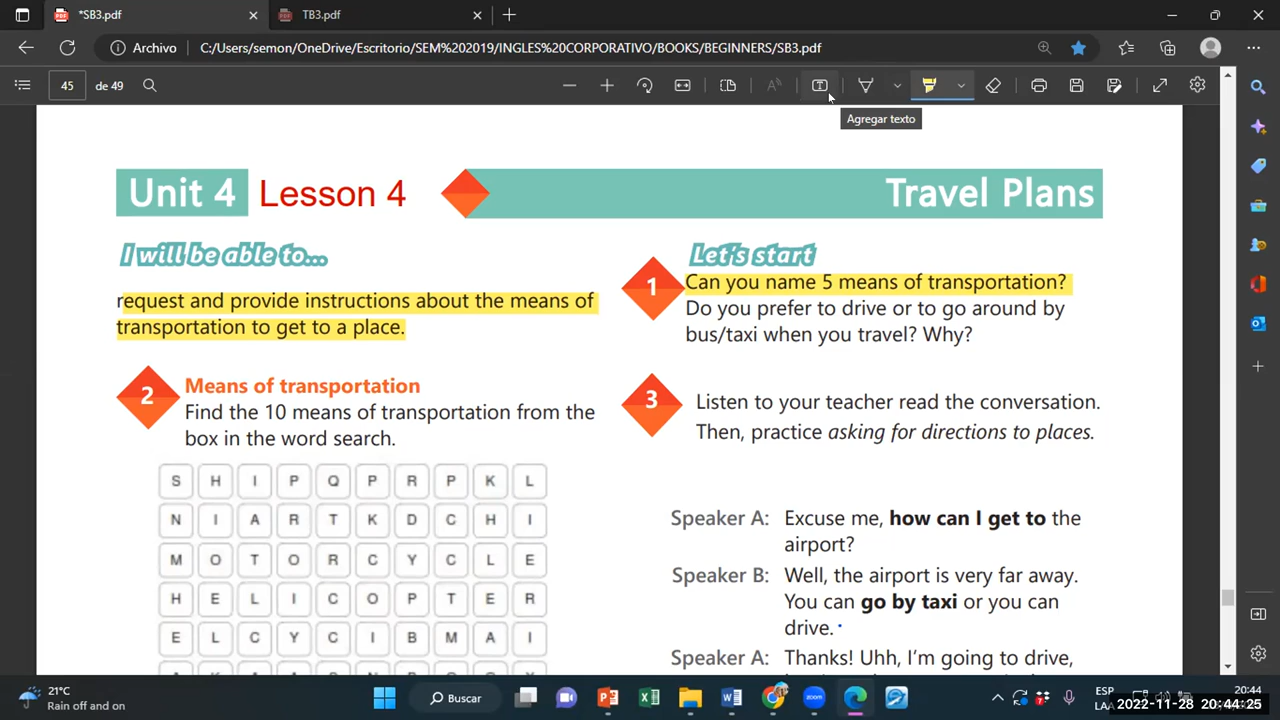 *SB3.pdf
TB3.pdf
Archivo
C:/Users/semon/OneDrive/Escritorio/SEM%202019/INGLES%20CORPORATIVO/BOOKS/BEGINNERS/SB3.pdf
45 de 49
Agregar texto
Unit 4 Lesson 4
Travel Plans
I will be able to...
request and provide instructions about the means of
transportation to get to a place.
Let's start
1
Can you name 5 means of transportation?
Do you prefer to drive or to go around by
bus/taxi when you travel? Why?
2
Means of transportation
Find the 10 means of transportation from the
box in the word search.
S H I P Q P R P K L
N I A R T K D C H I
M O T O R C Y C L E
H E L I C O P T E R
E L C Y C I B M A I
3
Listen to your teacher read the conversation.
Then, practice asking for directions to places.
Speaker A: Excuse me, how can I get to the
airport?
Speaker B: Well, the airport is very far away.
You can go by taxi or you can
drive.
Speaker A: Thanks! Uhh, I'm going to drive,
21°C
Rain off and on
Buscar
zoom
ESP
LAA
20:44
2022-11-28 20:44:25